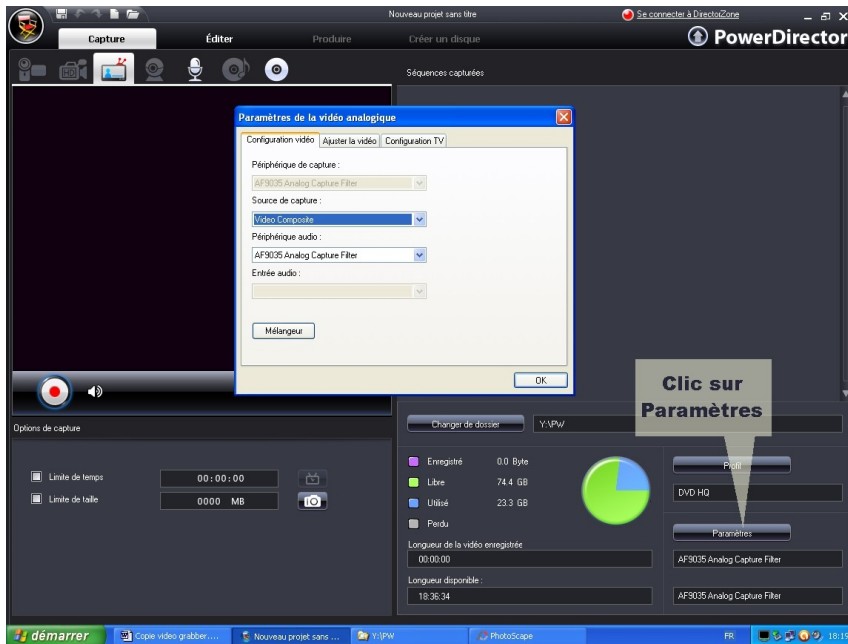 Nouveau projet sans titre
Se connecter à DirectorZone
Capture
Éditer
Produire
Créer un disque
PowerDirector
Séquences capturées
Paramètres de la vidéo analogique
Configuration vidéo
Ajuster la vidéo
Configuration TV
Périphérique de capture :
AF9035 Analog Capture Filter
Source de capture :
Video Composite
Périphérique audio :
AF9035 Analog Capture Filter
Entrée audio :
Mélangeur
OK
Clic sur
Paramètres
Changer de dossier
Y:\PW
Options de capture
Limite de temps
00:00:00
Limite de taille
0000 MB
Enregistré
0.0 Byte
Libre
74.4 GB
Utilisé
23.3 GB
Perdu
Profil
DVD HQ
Paramètres
Longueur de la vidéo enregistrée
00:00:00
AF9035 Analog Capture Filter
Longueur disponible :
18:36:34
AF9035 Analog Capture Filter
démarrer
Copie video grabber....
Nouveau projet sans ...
Y:\PW
PhotoScape
FR
18:19